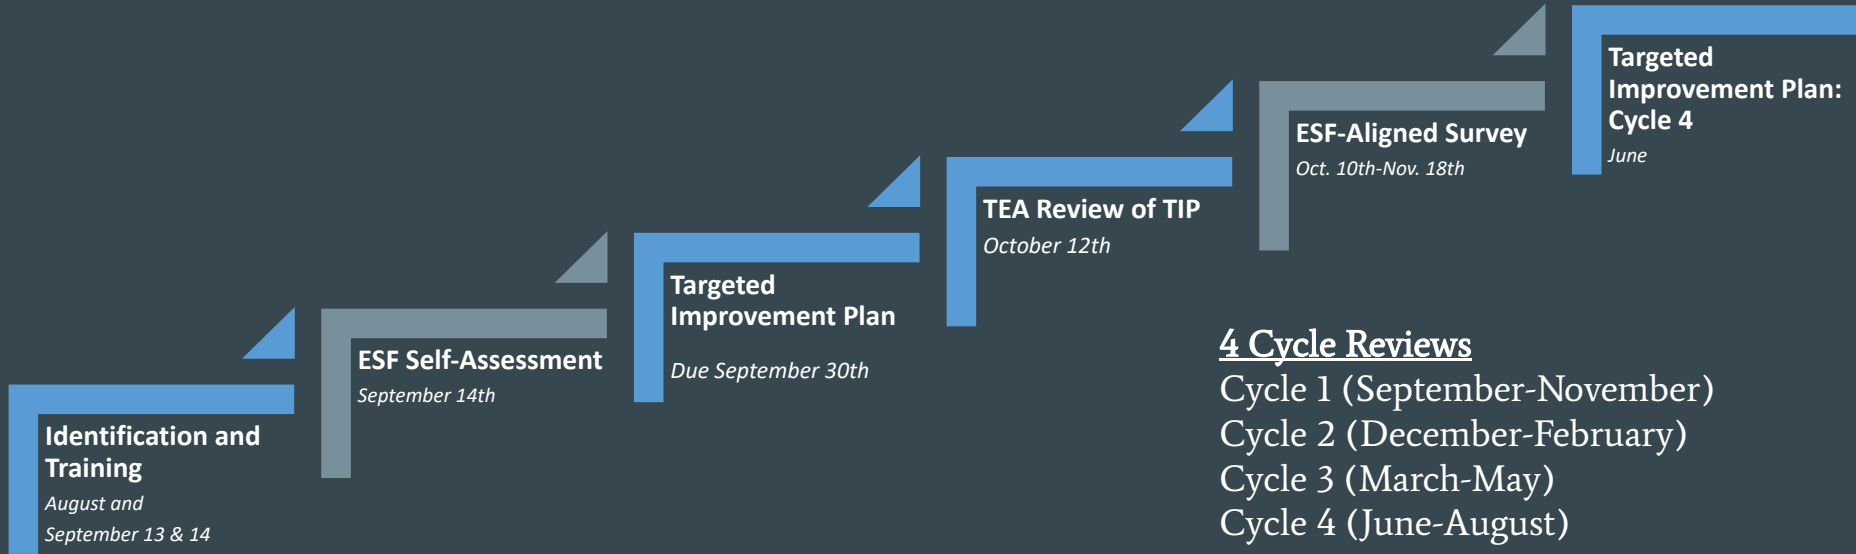 Identification and
Training
August and
September 13 & 14
ESF Self-Assessment
September 14th
Targeted
Improvement Plan
Due September 30th
TEA Review of TIP
October 12th
ESF-Aligned Survey
Oct. 10th-Nov. 18th
Targeted
Improvement Plan:
Cycle 4
June
4 Cycle Reviews
Cycle 1 (September-November)
Cycle 2 (December-February)
Cycle 3 (March-May)
Cycle 4 (June-August)